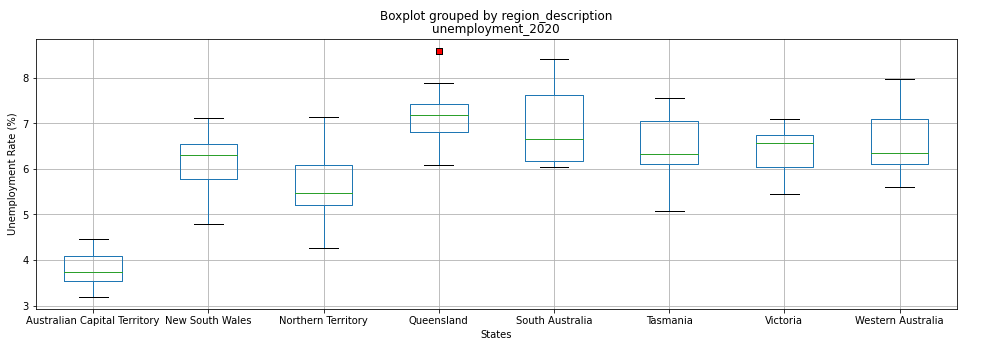 Boxplot grouped by region_description
unemployment_2020
Unemployment Rate (%)
8
7
6
5
4
3
Australian Capital Territory New South Wales Northern Territory Queensland South Australia Tasmania Victoria Western Australia
States